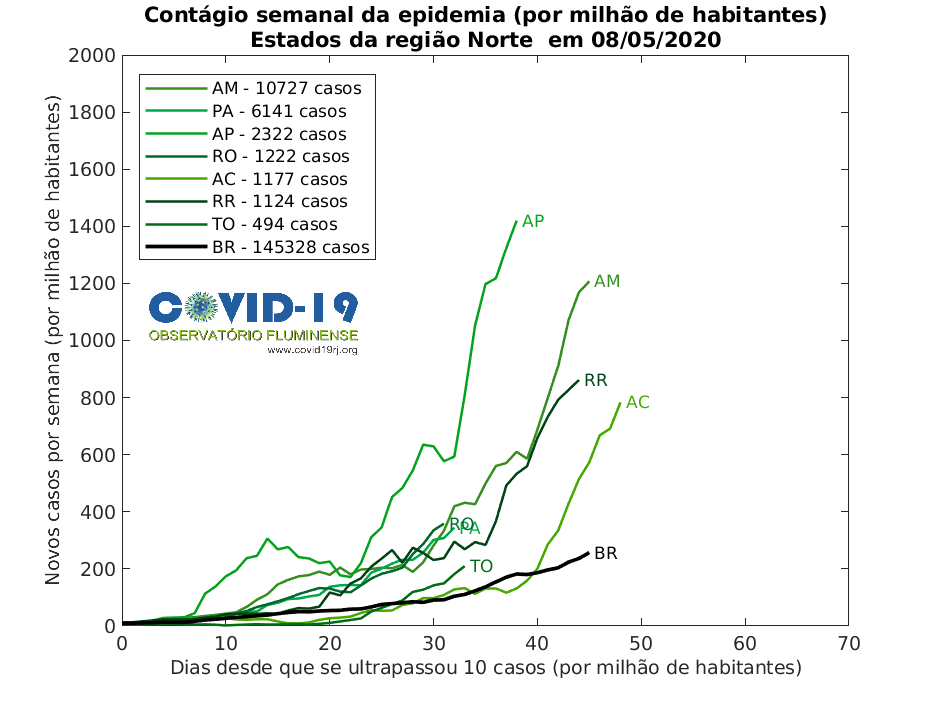 Contágio semanal da epidemia (por milhão de habitantes)
Estados da região Norte  em 08/05/2020
Novos casos por semana (por milhão de habitantes)
2000
1800
1600
1400
1200
1000
800
600
400
200
0
AM - 10727 casos
PA - 6141 casos
AP - 2322 casos
RO - 1222 casos
AC - 1177 casos
RR - 1124 casos
TO - 494 casos
BR - 145328 casos
COVID-19
OBSERVATÓRIO FLUMINENSE
www.covid19rj.org
AP
AM
RR
AC
RO
PA
TO
BR
0 10 20 30 40 50 60 70
Dias desde que se ultrapassou 10 casos (por milhão de habitantes)